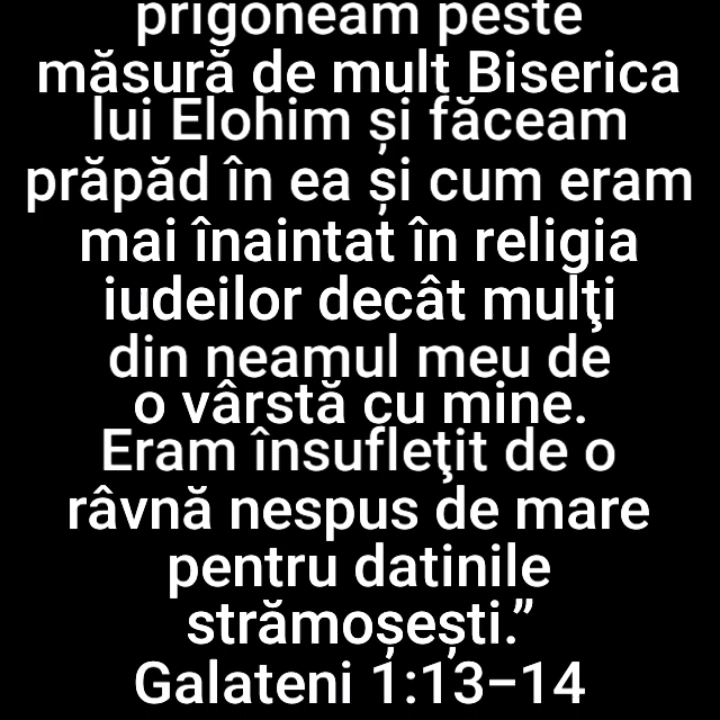 prigoneam peste
măsură de mult Biserica
lui Elohim și făceam
prăpăd în ea și cum eram
mai înaintat în religia
iudeilor decât mulţi
din neamul meu de
o vârstă cu mine.
Eram însufleţit de o
râvnă nespus de mare
pentru datinile
strămoșești.”
Galateni 1:13–14